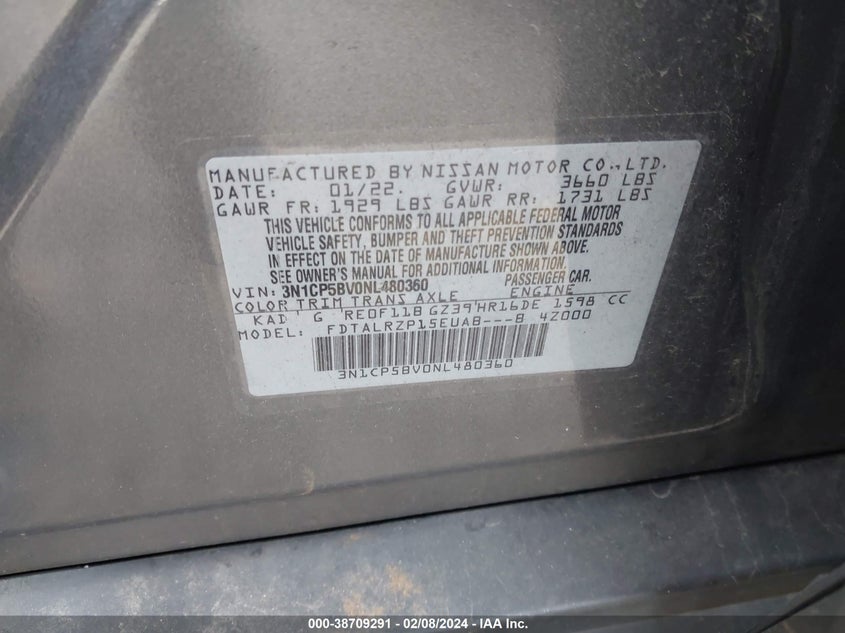 MANUFACTURED BY NISSAN MOTOR CO., LTD.
DATE: 01/22. GVWR: 3660 LBS
GAWR FR: 1929 LBS GAWR RR: 1731 LBS
THIS VEHICLE CONFORMS TO ALL APPLICABLE FEDERAL MOTOR
VEHICLE SAFETY, BUMPER AND THEFT PREVENTION STANDARDS
IN EFFECT ON THE DATE OF MANUFACTURE SHOWN ABOVE.
SEE OWNER'S MANUAL FOR ADDITIONAL INFORMATION.
VIN: 3N1CP5BV0NL480360 PASSENGER CAR.
COLOR TRIM TRANS AXLE ENGINE
KAD G RE0F11B GZ39 HR16DE 1598 CC
MODEL: FDTALRZP15EUAB---B 4Z000
3N1CP5BV0NL480360
000-38709291 - 02/08/2024 - IAA Inc.